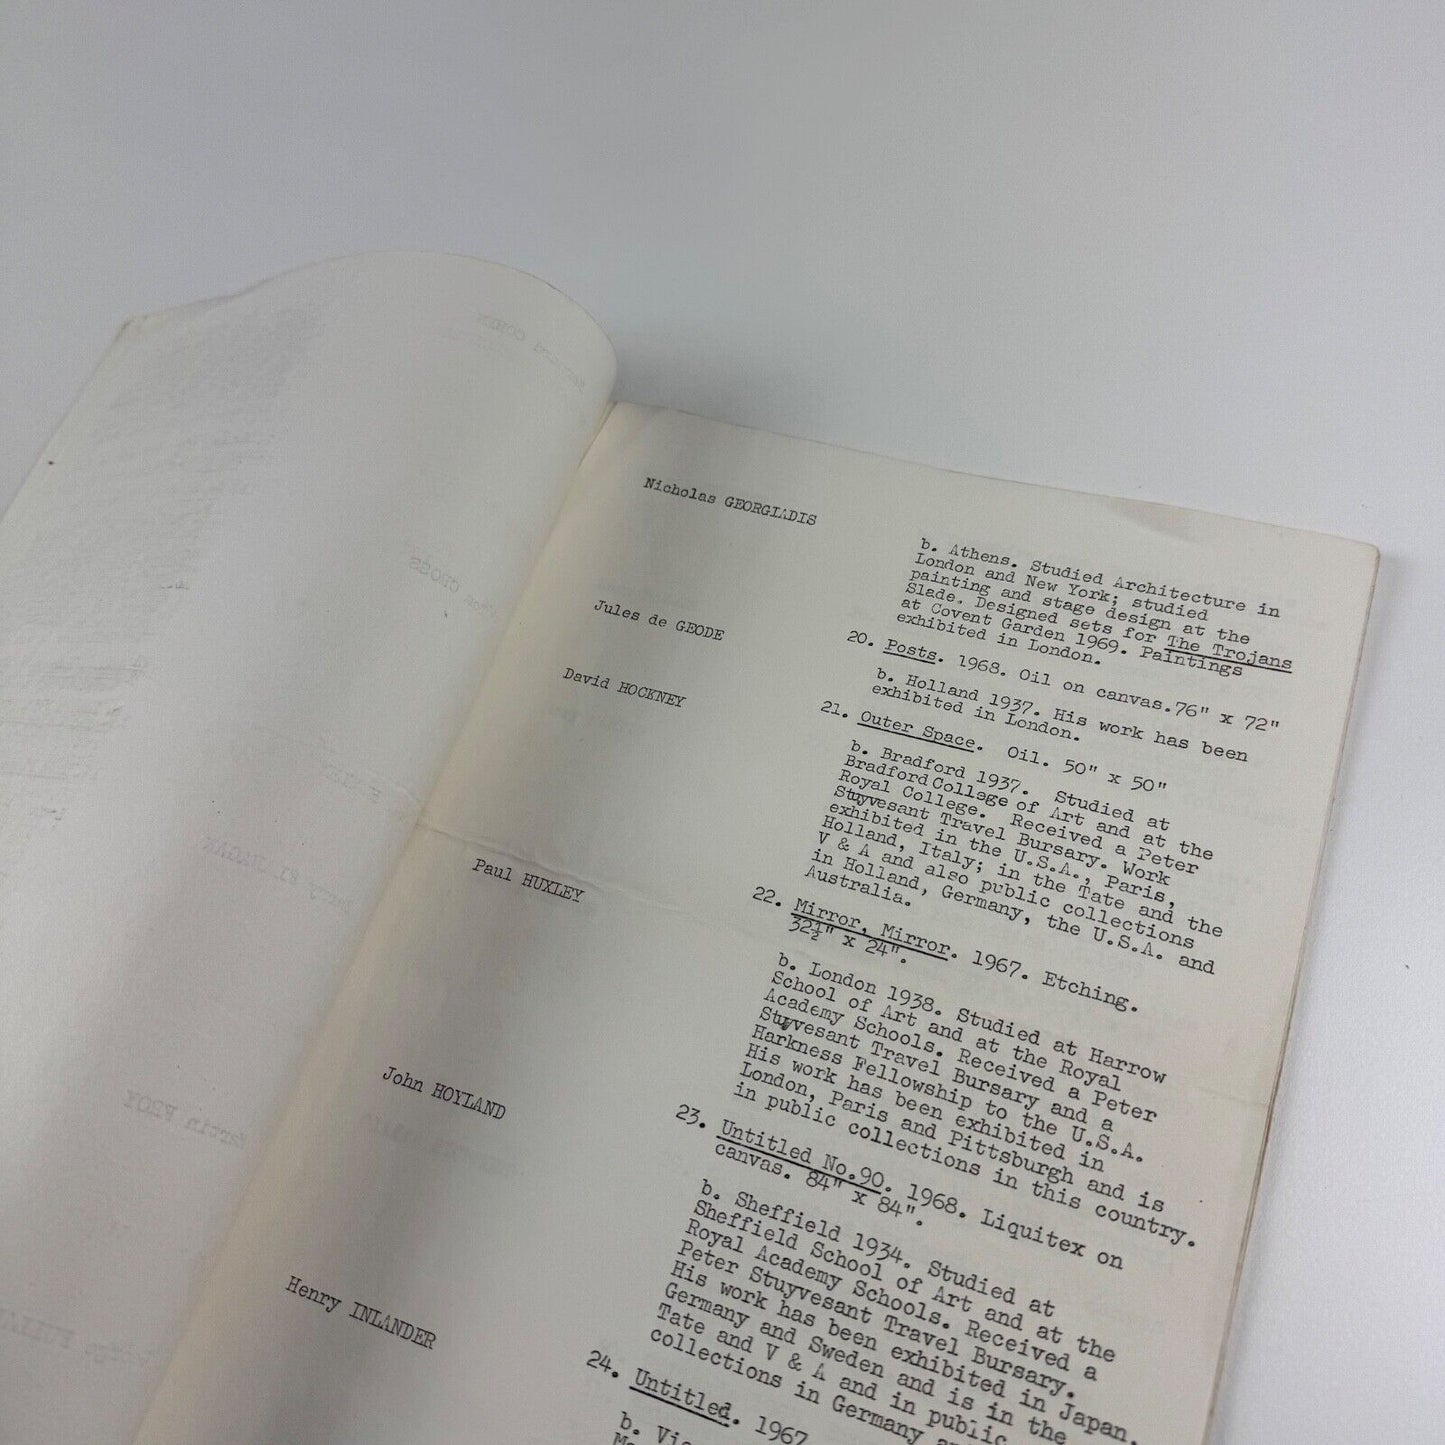 Nicholas GEORGIADIS
b. Athens. Studied Architecture in
London and New York; studied
painting and stage design at the
Slade. Designed sets for The Trojans
at Covent Garden 1969. Paintings
exhibited in London.
20. Posts. 1968. Oil on canvas.76" x 72"
Jules de GEODE
b. Holland 1937. His work has been
exhibited in London.
21. Outer Space. Oil. 50" x 50"
David HOCKNEY
b. Bradford 1937. Studied at
Bradford College of Art and at the
Royal College. Received a Peter
Stuyvesant Travel Bursary. Work
exhibited in the U.S.A., Paris,
Holland, Italy; in the Tate and the
V & A and also public collections
in Holland, Germany, the U.S.A. and
Australia.
22. Mirror, Mirror. 1967. Etching.
32½" x 24".
Paul HUXLEY
b. London 1938. Studied at Harrow
School of Art and at the Royal
Academy Schools. Received a Peter
Stuyvesant Travel Bursary and a
Harkness Fellowship to the U.S.A.
His work has been exhibited in
London, Paris and Pittsburgh and is
in public collections in this country.
23. Untitled No.90. 1968. Liquitex on
canvas. 84" x 84".
John HOYLAND
b. Sheffield 1934. Studied at
Sheffield School of Art and at the
Royal Academy Schools. Received a
Peter Stuyvesant Travel Bursary.
His work has been exhibited in Japan,
Germany and Sweden and is in the
Tate and V & A and in public
collections in Germany
24. Untitled. 1967
Henry INLANDER
b.